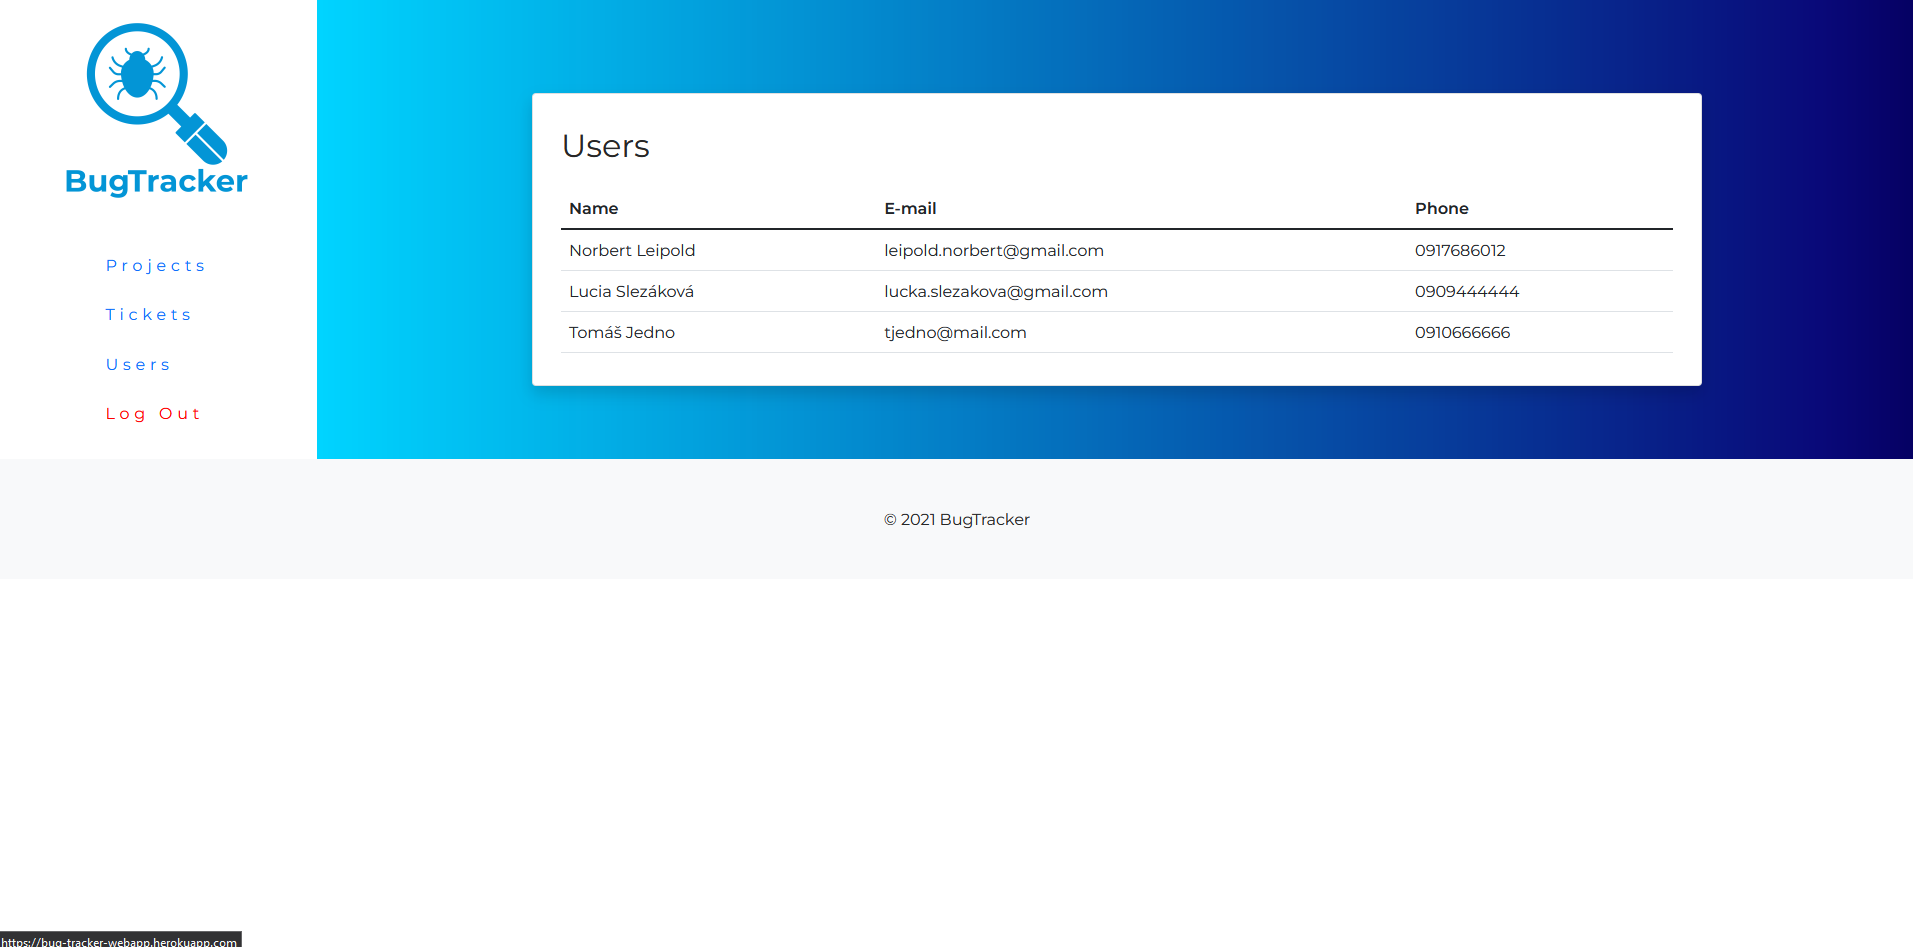 BugTracker
Projects
Tickets
Users
Log Out
Users
Name E-mail Phone
Norbert Leipold leipold.norbert@gmail.com 0917686012
Lucia Slezáková lucka.slezakova@gmail.com 0909444444
Tomáš Jedno tjedno@mail.com 0910666666
© 2021 BugTracker
https://bug-tracker-webapp.herokuapp.com